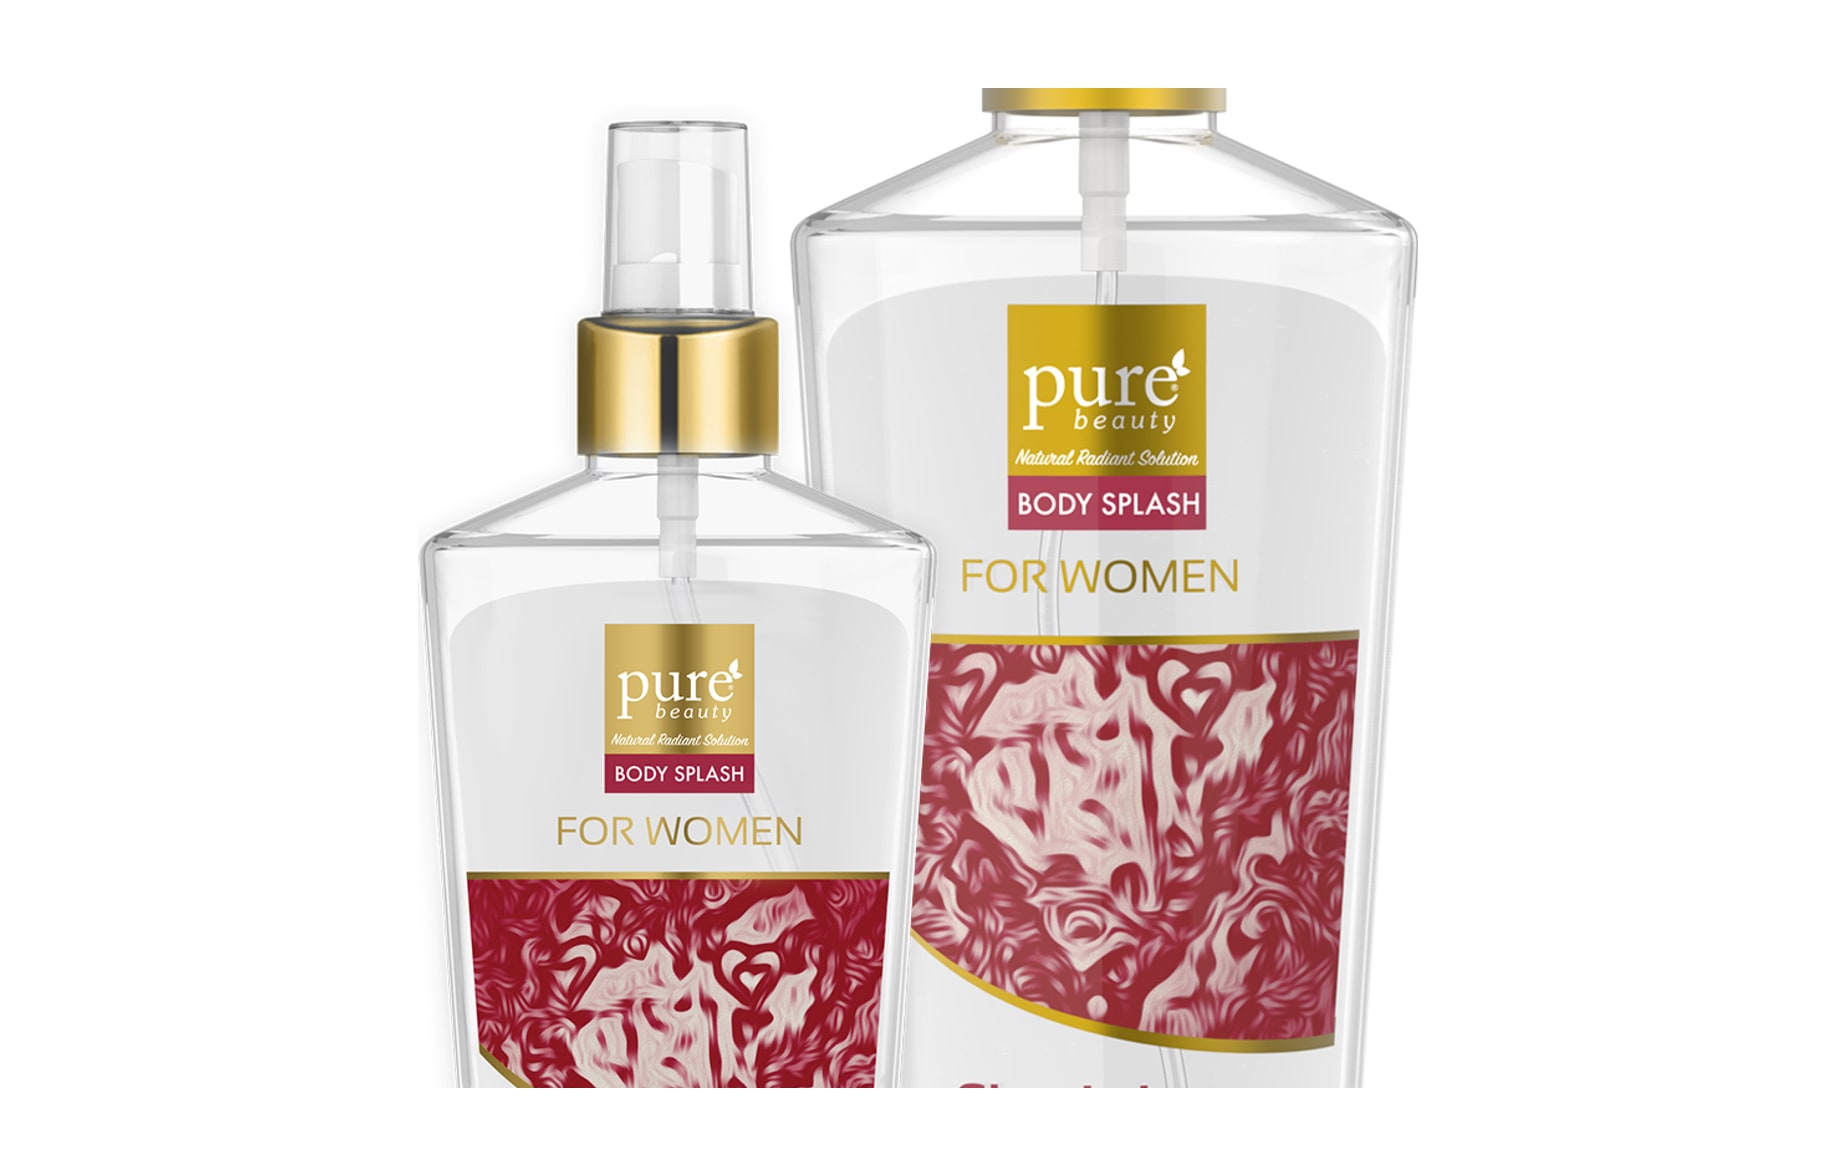 pure®
beauty
Natural Radiant Solution
BODY SPLASH
FOR WOMEN
pure®
beauty
Natural Radiant Solution
BODY SPLASH
FOR WOMEN